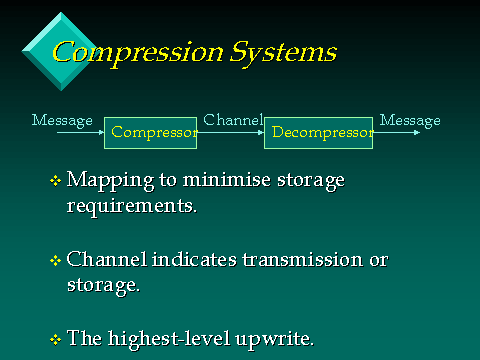 Compression Systems
Message Channel Message
Compressor Decompressor
Mapping to minimise storage
requirements.
Channel indicates transmission or
storage.
The highest-level upwrite.